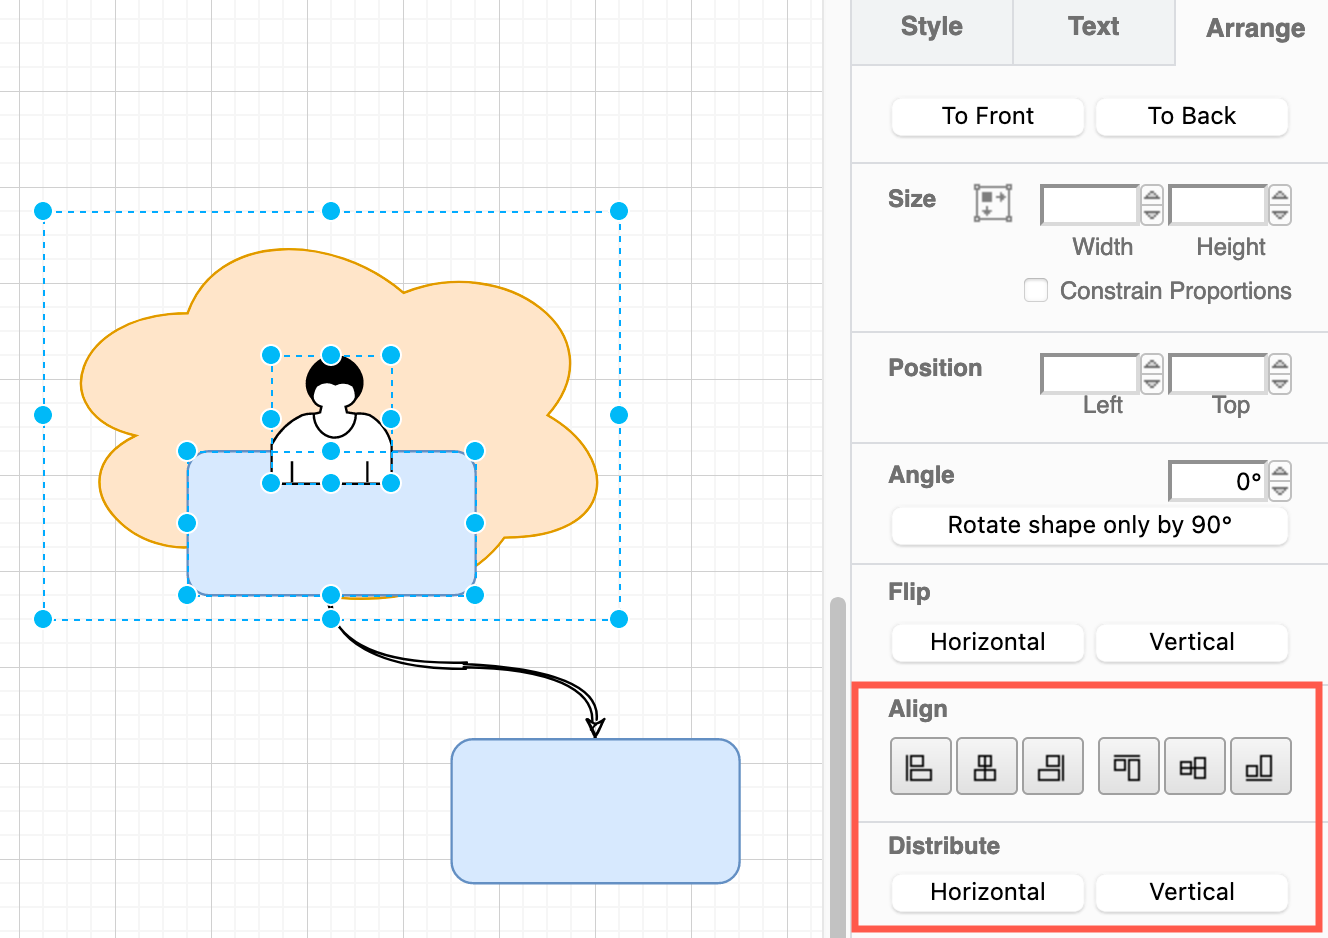 Style Text Arrange
To Front To Back
Size
Width Height
Constrain Proportions
Position
Left Top
Angle 0°
Rotate shape only by 90°
Flip
Horizontal Vertical
Align
Distribute
Horizontal Vertical